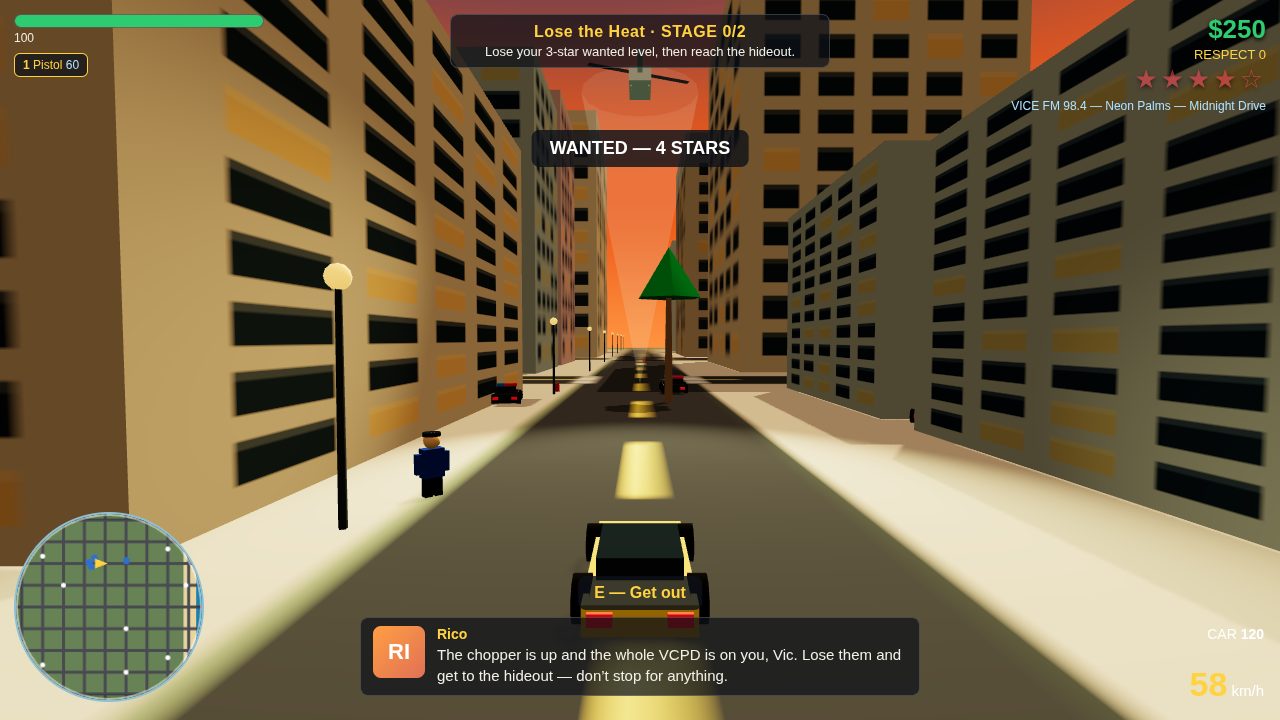 100
1 Pistol 60
Lose the Heat · STAGE 0/2
Lose your 3-star wanted level, then reach the hideout.
$250
RESPECT 0
★ ★ ★ ★ ☆
VICE FM 98.4 — Neon Palms — Midnight Drive
WANTED — 4 STARS
E — Get out
RI
Rico
The chopper is up and the whole VCPD is on you, Vic. Lose them and
get to the hideout — don’t stop for anything.
CAR 120
58 km/h